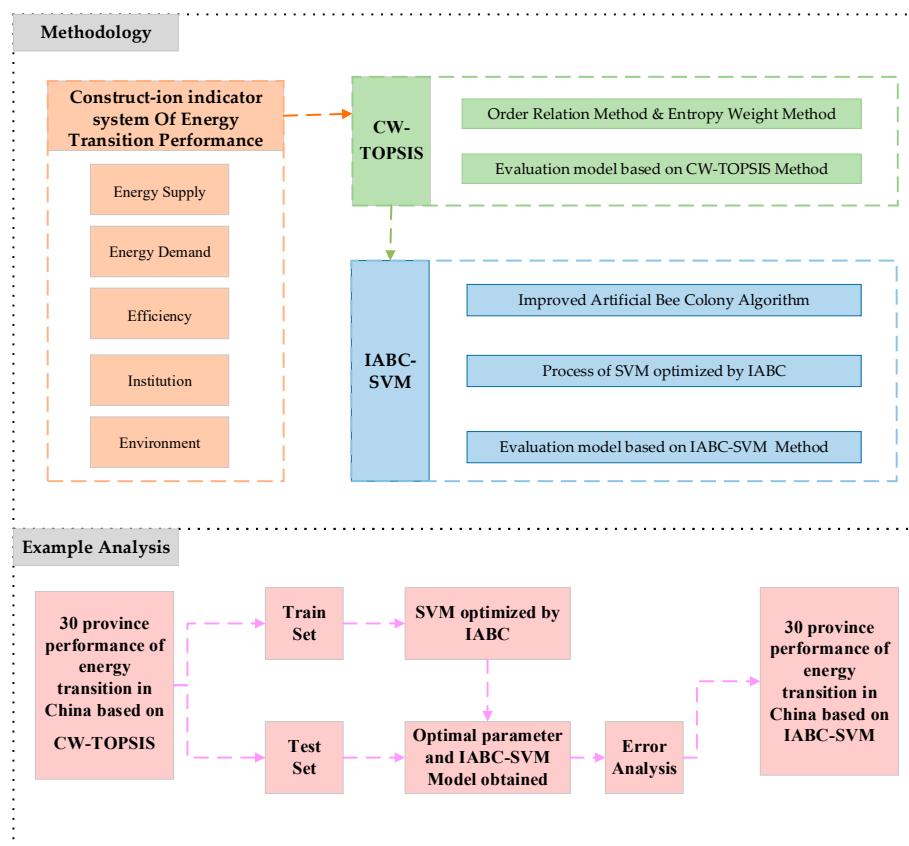 Methodology
Construct-ion indicator
system Of Energy
Transition Performance
Energy Supply
Energy Demand
Efficiency
Institution
Environment
CW-
TOPSIS
Order Relation Method & Entropy Weight Method
Evaluation model based on CW-TOPSIS Method
IABC-
SVM
Improved Artificial Bee Colony Algorithm
Process of SVM optimized by IABC
Evaluation model based on IABC-SVM Method
Example Analysis
30 province
performance of
energy
transition in
China based on
CW-TOPSIS
Train
Set
SVM optimized by
IABC
Test
Set
Optimal parameter
and IABC-SVM
Model obtained
Error
Analysis
30 province
performance of
energy
transition in
China based on
IABC-SVM